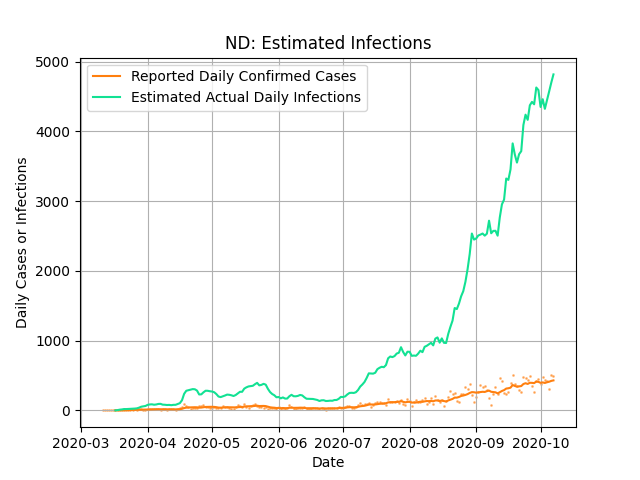 ND: Estimated Infections
Reported Daily Confirmed Cases
Estimated Actual Daily Infections
Daily Cases or Infections
5000
4000
3000
2000
1000
0
2020-03 2020-04 2020-05 2020-06 2020-07 2020-08 2020-09 2020-10
Date